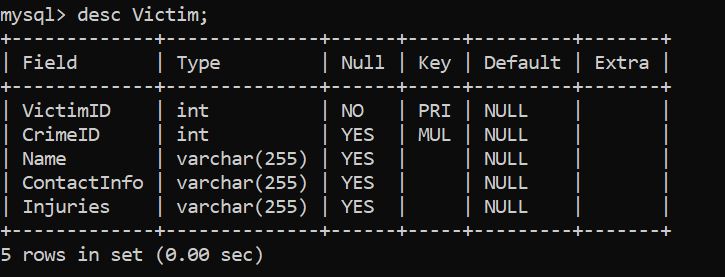 mysql> desc Victim;
+-------------+--------------+------+-----+---------+-------+
| Field       | Type         | Null | Key | Default | Extra |
+-------------+--------------+------+-----+---------+-------+
| VictimID    | int          | NO   | PRI | NULL    |       |
| CrimeID     | int          | YES  | MUL | NULL    |       |
| Name        | varchar(255) | YES  |     | NULL    |       |
| ContactInfo | varchar(255) | YES  |     | NULL    |       |
| Injuries    | varchar(255) | YES  |     | NULL    |       |
+-------------+--------------+------+-----+---------+-------+
5 rows in set (0.00 sec)